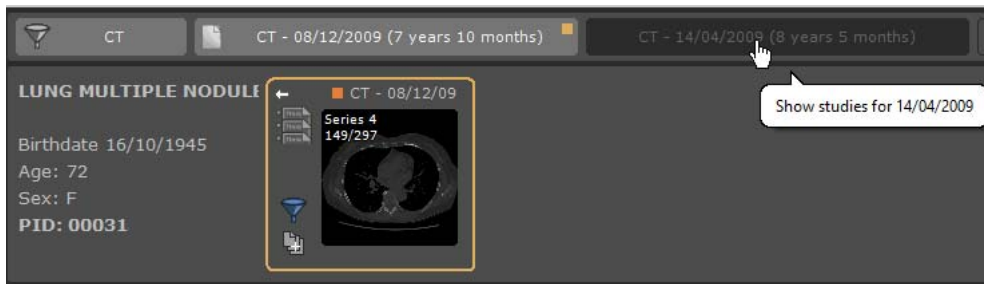 CT
CT - 08/12/2009 (7 years 10 months)
CT - 14/04/2009 (8 years 5 months)
Show studies for 14/04/2009
LUNG MULTIPLE NODULE
CT - 08/12/09
Series 4
149/297
Birthdate 16/10/1945
Age: 72
Sex: F
PID: 00031